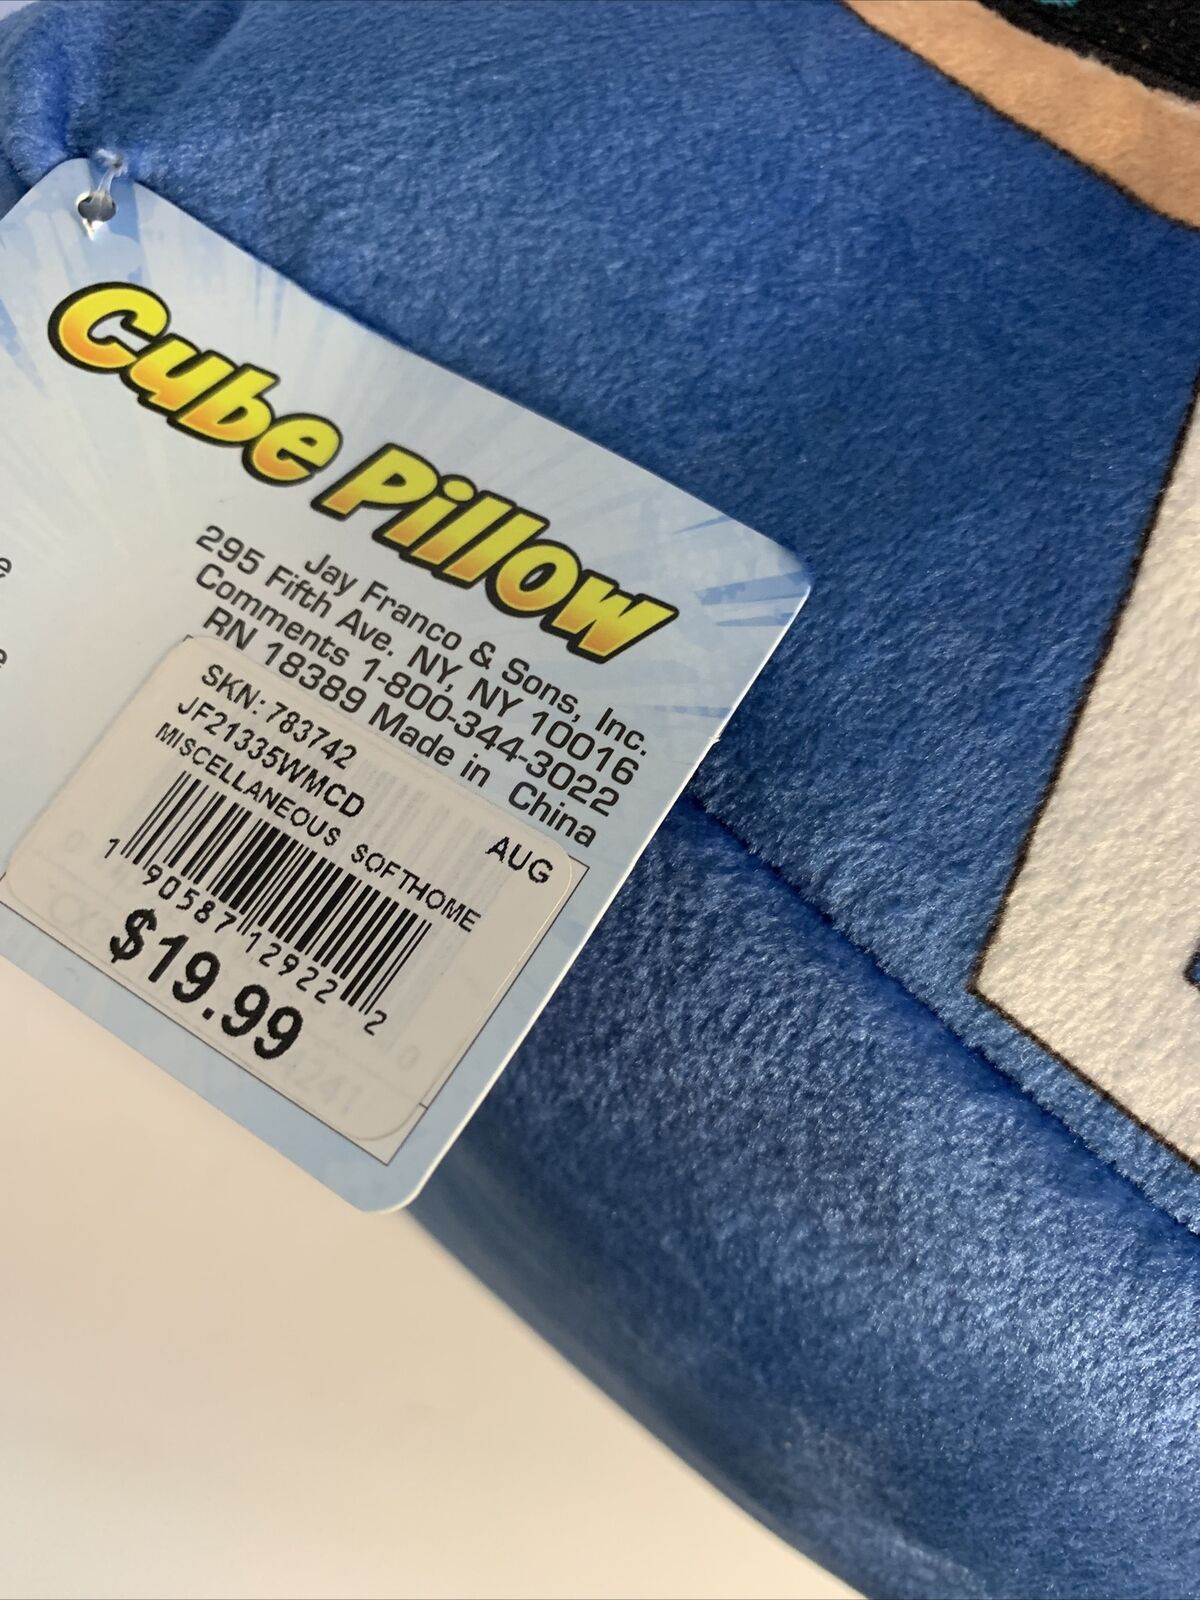 Cube Pillow
Jay Franco & Sons, Inc.
295 Fifth Ave. NY, NY 10016
Comments 1-800-344-3022
RN 18389 Made in China
SKN: 783742
JF21335WMCD AUG
MISCELLANEOUS SOFTHOME
1 90587 12922 2
$19.99